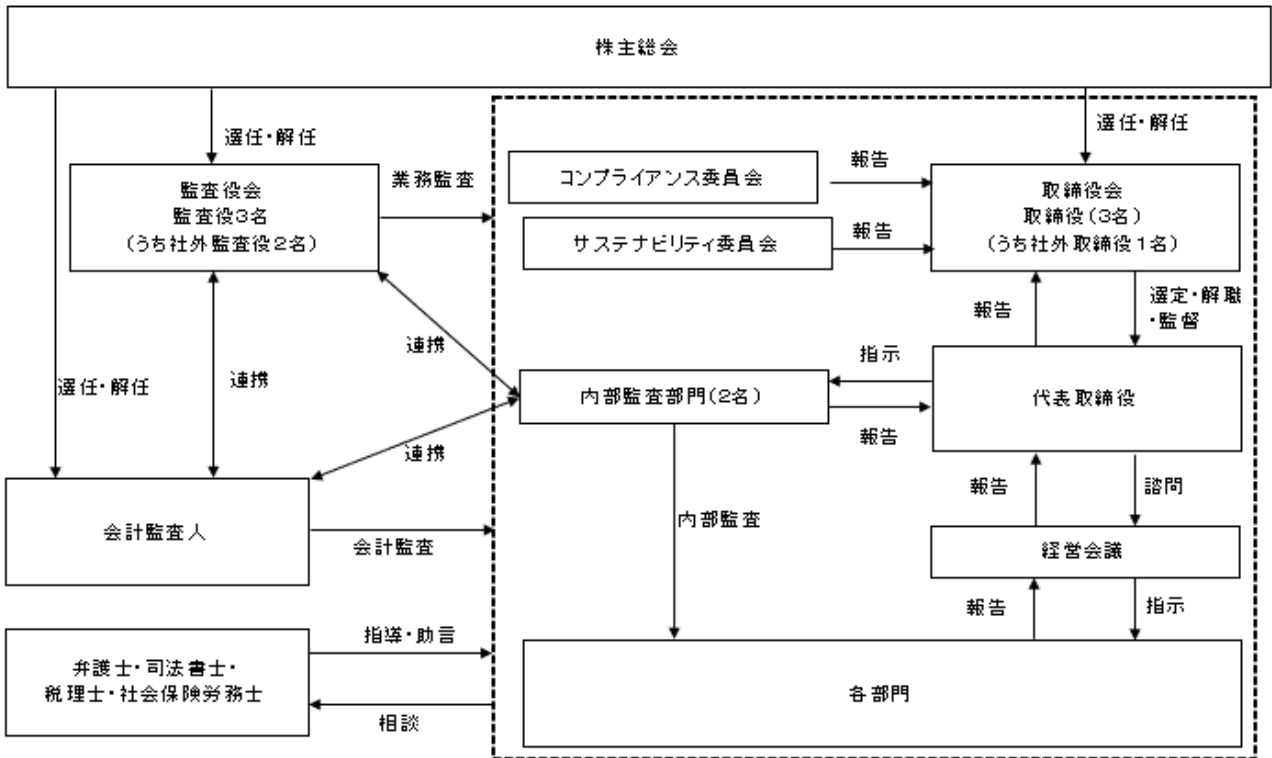 株主総会
選任・解任
選任・解任
監査役会
監査役3名
(うち社外監査役2名)
業務監査
コンプライアンス委員会
報告
取締役会
取締役(3名)
(うち社外取締役1名)
サステナビリティ委員会
報告
報告
選定・解職
・監督
連携
指示
選任・解任
連携
内部監査部門(2名)
代表取締役
報告
連携
報告
諮問
会計監査人
会計監査
内部監査
経営会議
報告
指示
指導・助言
弁護士・司法書士・
税理士・社会保険労務士
各部門
相談